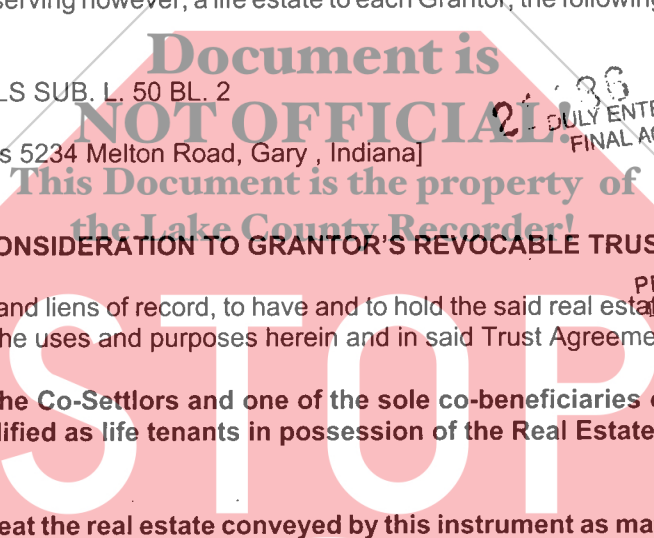 serving however, a life estate to each Grantor, the following
Document is
LS SUB. L. 50 BL. 2
NOT OFFICIAL!
DULY ENTE
FINAL A
s 5234 Melton Road, Gary , Indiana]
This Document is the property of
the Lake County Recorder!
ONSIDERATION TO GRANTOR'S REVOCABLE TRUS
and liens of record, to have and to hold the said real esta
he uses and purposes herein and in said Trust Agreeme
he Co-Settlors and one of the sole co-beneficiaries
lified as life tenants in possession of the Real Estate
STOP
eat the real estate conveyed by this instrument as ma